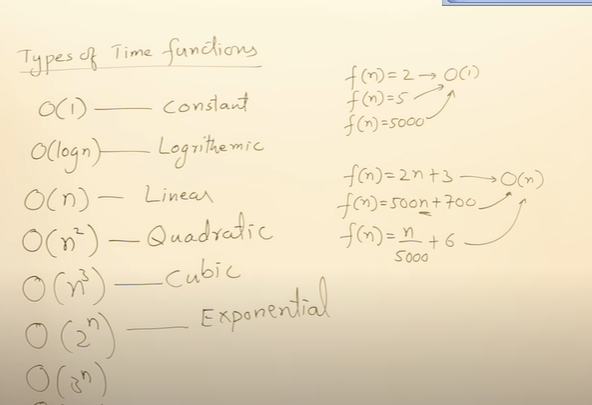 Types of Time functions
O(1) — Constant
O(logn) — Logrithemic
O(n) — Linear
O(n²) — Quadratic
O(n³) — Cubic
O(2ⁿ) — Exponential
O(3ⁿ)
f(n) = 2 → O(1)
f(n) = 5
f(n) = 5000
f(n) = 2n + 3 → O(n)
f(n) = 500n + 700
f(n) = n/5000 + 6